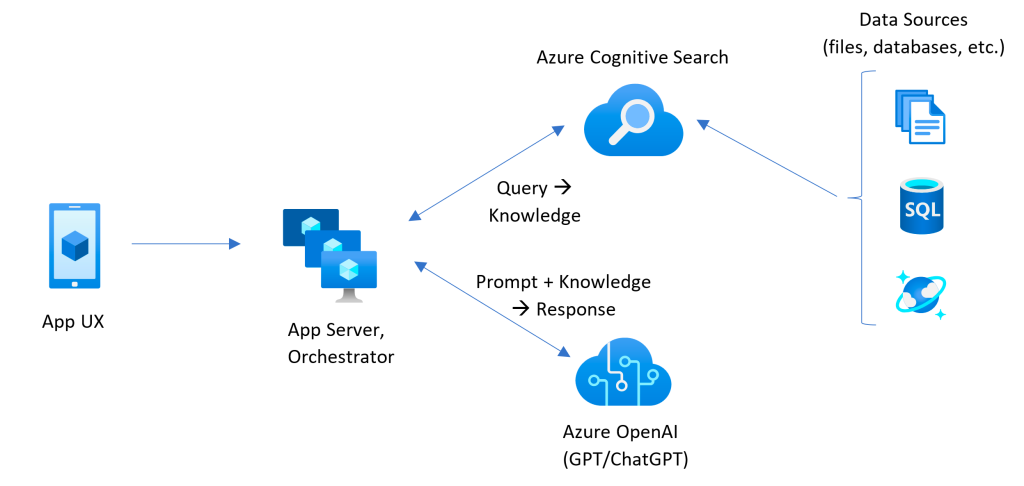 Data Sources
(files, databases, etc.)
Azure Cognitive Search
SQL
Query →
Knowledge
Prompt + Knowledge
→ Response
App UX
App Server,
Orchestrator
Azure OpenAI
(GPT/ChatGPT)